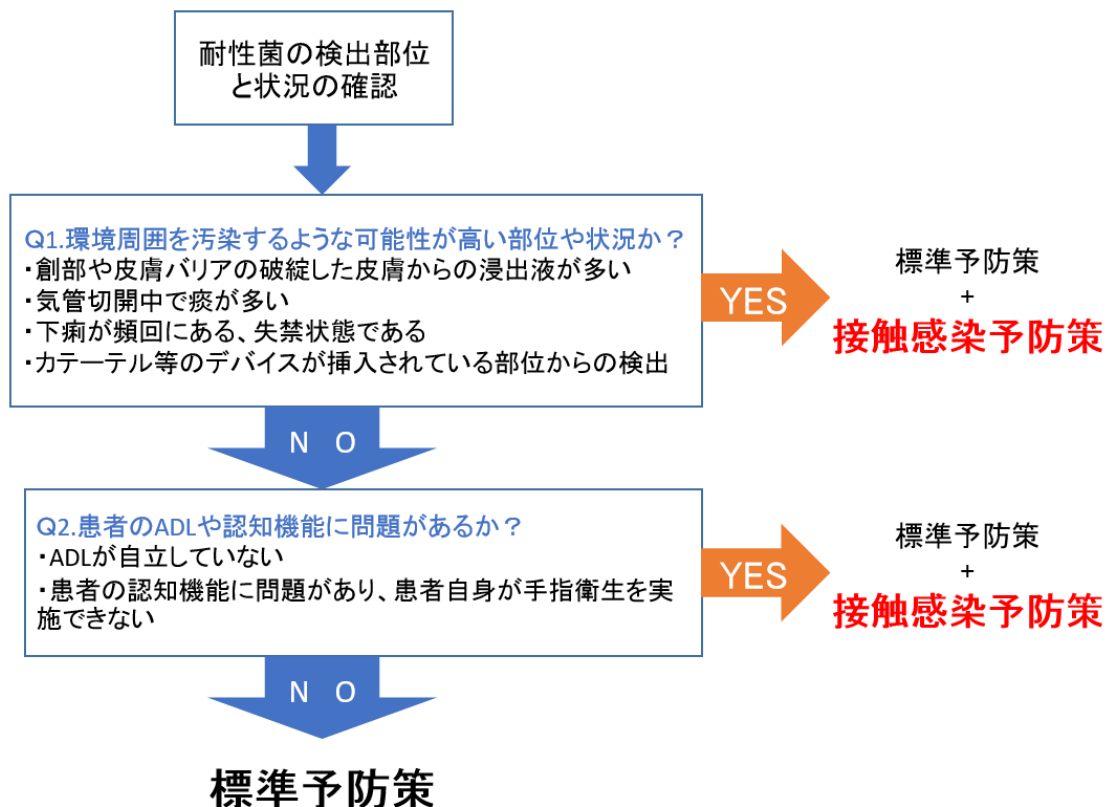 耐性菌の検出部位
と状況の確認
Q1.環境周囲を汚染するような可能性が高い部位や状況か？
・創部や皮膚バリアの破綻した皮膚からの浸出液が多い
・気管切開中で痰が多い
・下痢が頻回にある、失禁状態である
・カテーテル等のデバイスが挿入されている部位からの検出
YES
標準予防策
+
接触感染予防策
NO
Q2.患者のADLや認知機能に問題があるか？
・ADLが自立していない
・患者の認知機能に問題があり、患者自身が手指衛生を実
施できない
YES
標準予防策
+
接触感染予防策
NO
標準予防策